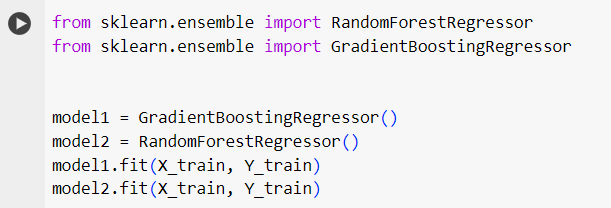 from sklearn.ensemble import RandomForestRegressor
from sklearn.ensemble import GradientBoostingRegressor
model1 = GradientBoostingRegressor()
model2 = RandomForestRegressor()
model1.fit(X_train, Y_train)
model2.fit(X_train, Y_train)